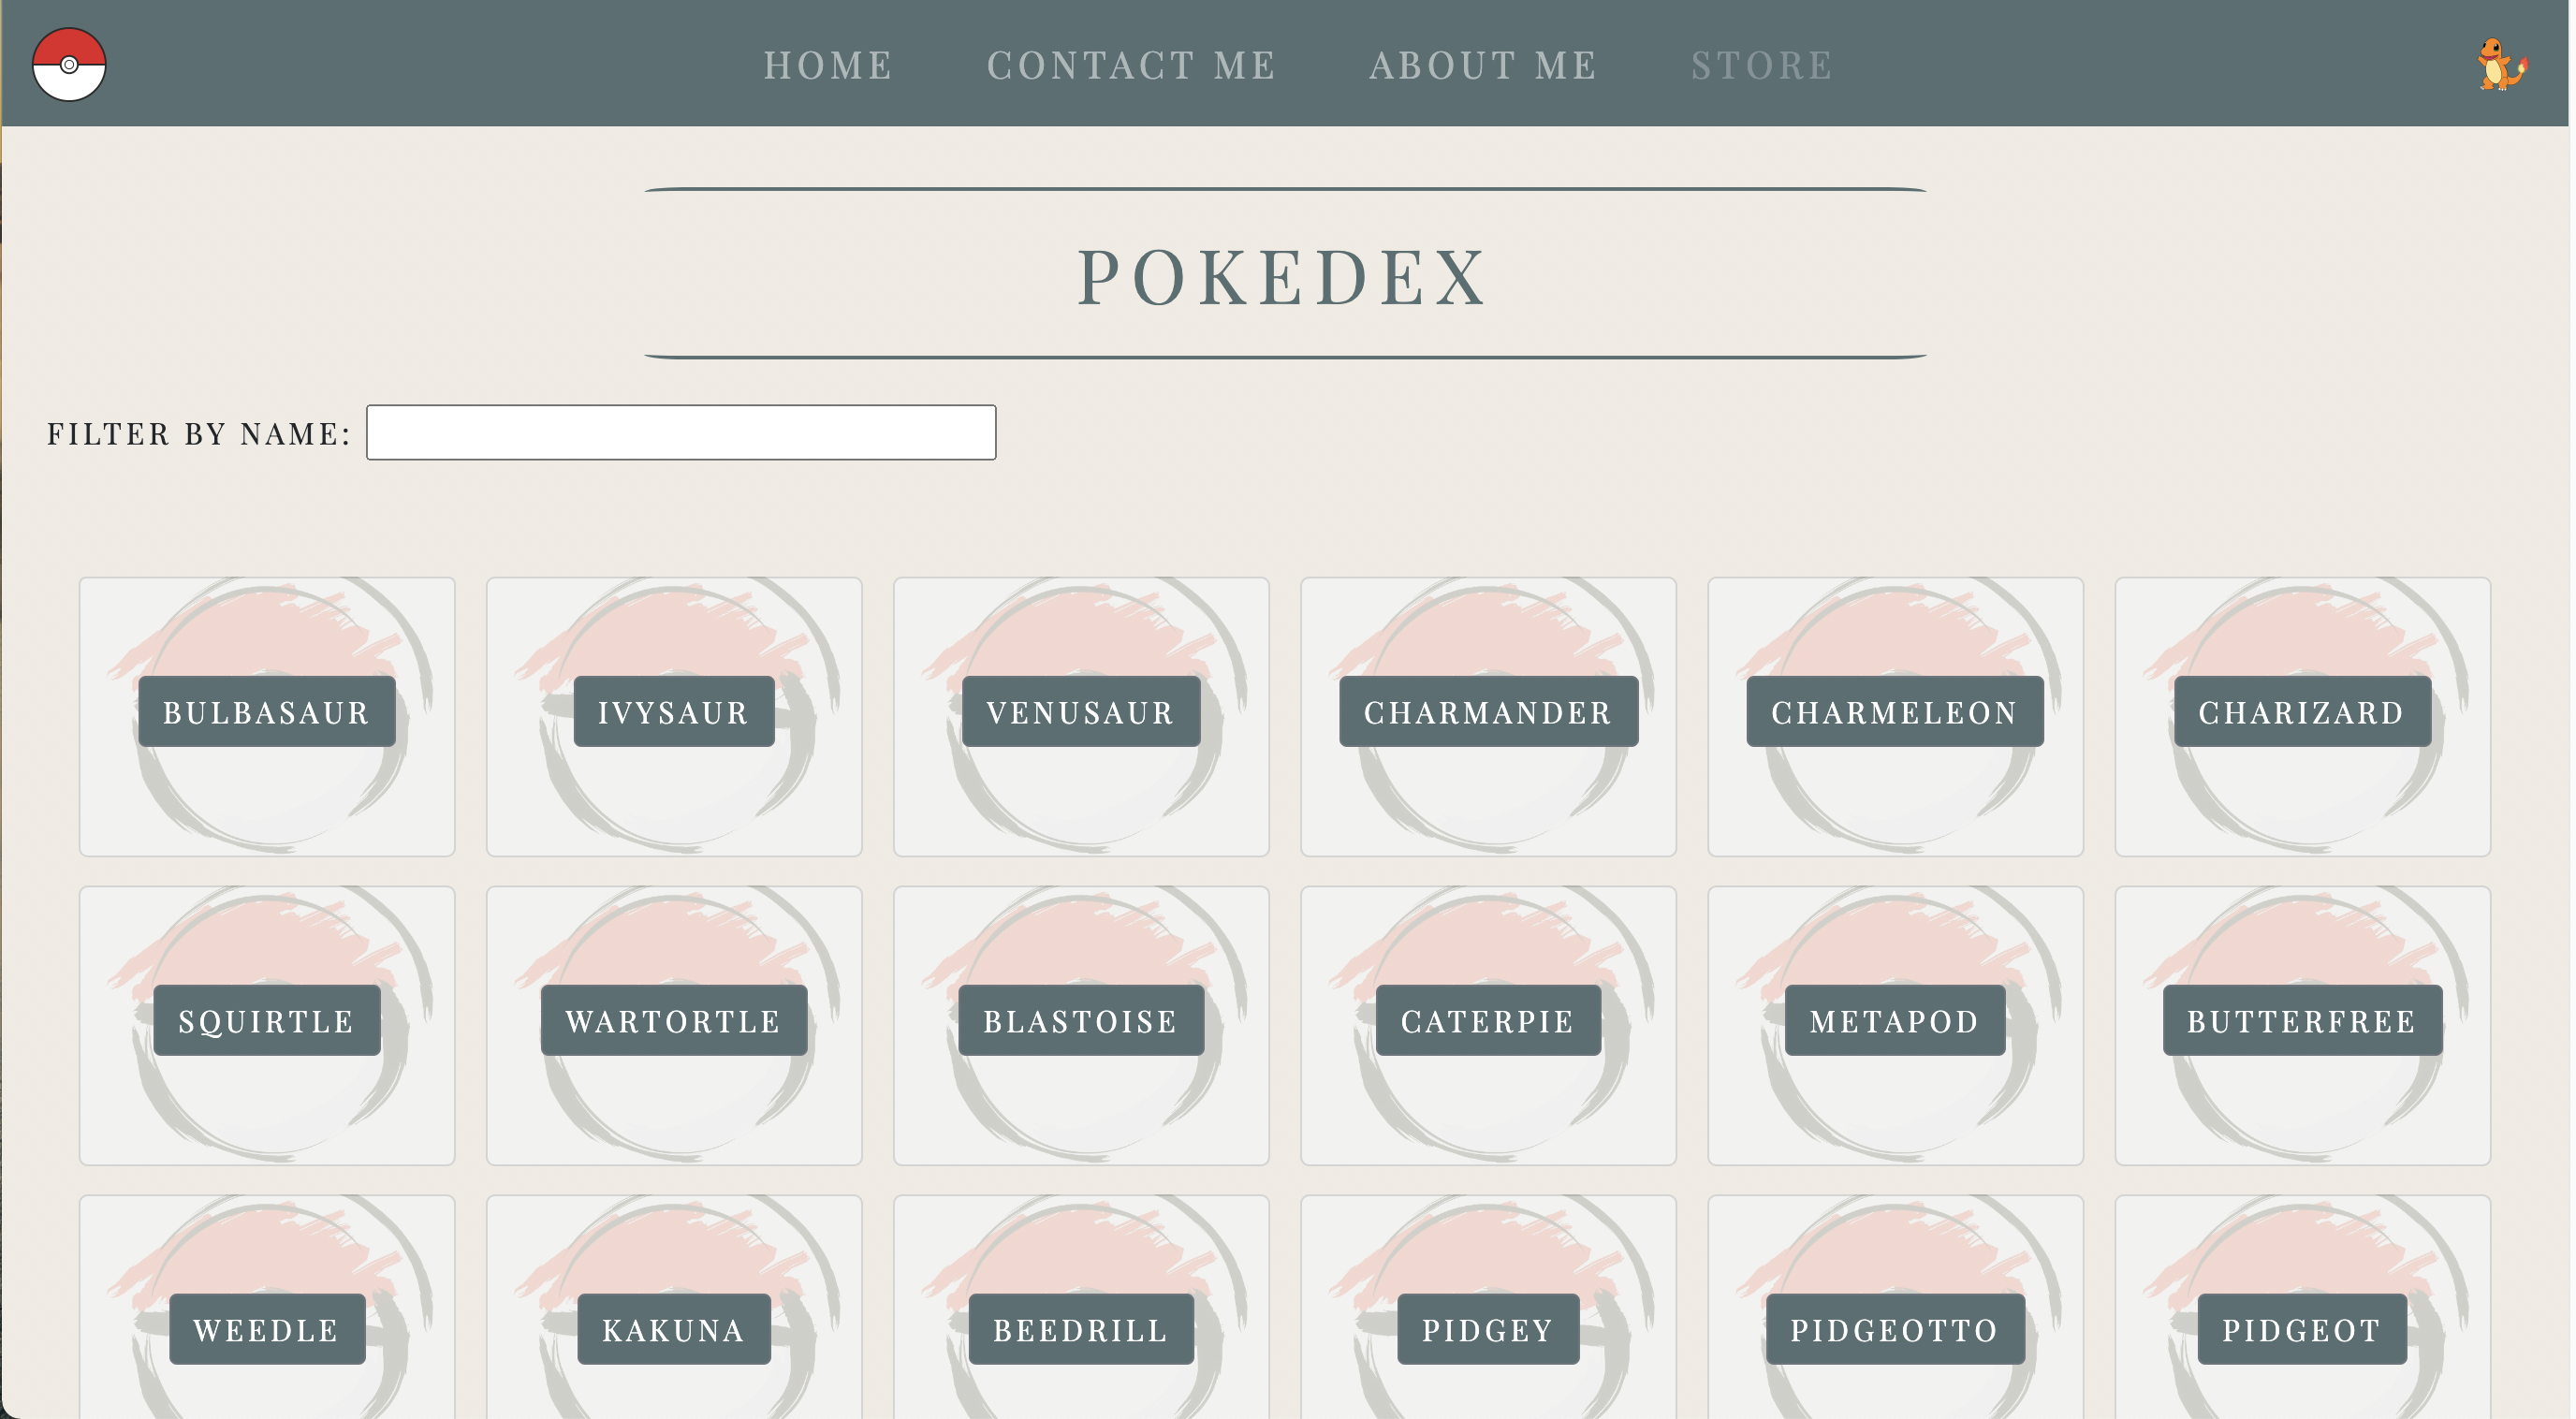 HOME CONTACT ME ABOUT ME STORE
POKEDEX
FILTER BY NAME:
BULBASAUR IVYSAUR VENUSAUR CHARMANDER CHARMELEON CHARIZARD
SQUIRTLE WARTORTLE BLASTOISE CATERPIE METAPOD BUTTERFREE
WEEDLE KAKUNA BEEDRILL PIDGEY PIDGEOTTO PIDGEOT